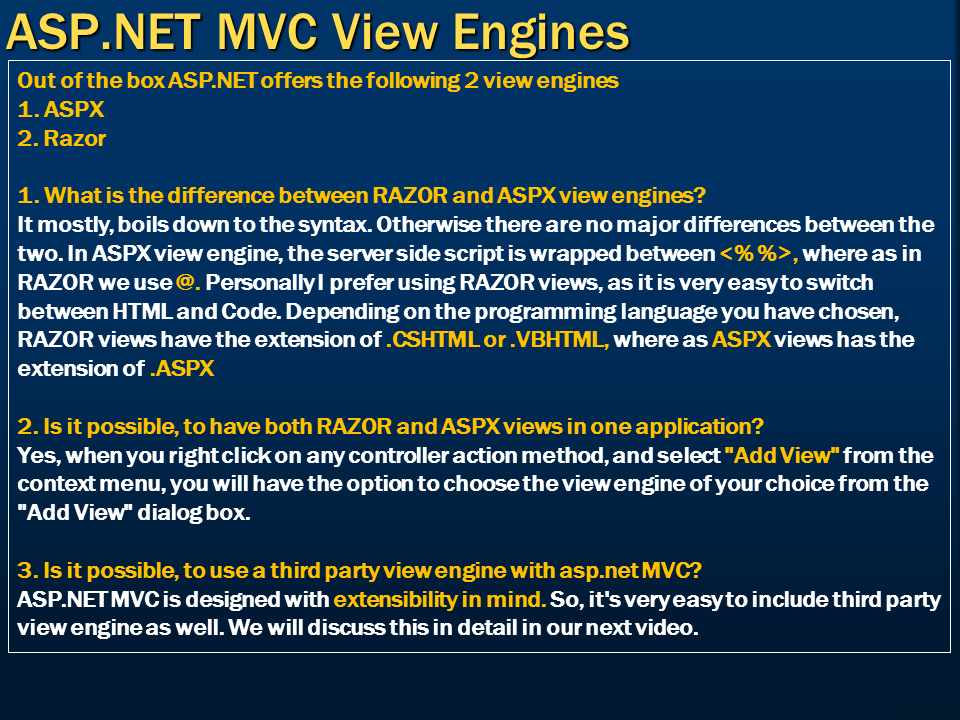 ASP.NET MVC View Engines
Out of the box ASP.NET offers the following 2 view engines
1. ASPX
2. Razor
1. What is the difference between RAZOR and ASPX view engines?
It mostly, boils down to the syntax. Otherwise there are no major differences between the
two. In ASPX view engine, the server side script is wrapped between <% %>, where as in
RAZOR we use @. Personally I prefer using RAZOR views, as it is very easy to switch
between HTML and Code. Depending on the programming language you have chosen,
RAZOR views have the extension of .CSHTML or .VBHTML, where as ASPX views has the
extension of .ASPX
2. Is it possible, to have both RAZOR and ASPX views in one application?
Yes, when you right click on any controller action method, and select "Add View" from the
context menu, you will have the option to choose the view engine of your choice from the
"Add View" dialog box.
3. Is it possible, to use a third party view engine with asp.net MVC?
ASP.NET MVC is designed with extensibility in mind. So, it's very easy to include third party
view engine as well. We will discuss this in detail in our next video.